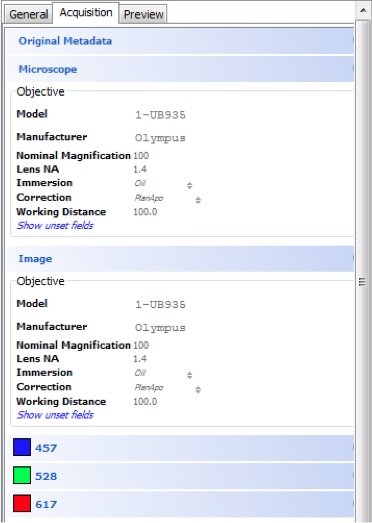 General Acquisition Preview
Original Metadata
Microscope
Objective
Model 1-UB935
Manufacturer Olympus
Nominal Magnification 100
Lens NA 1.4
Immersion Oil
Correction PlanApo
Working Distance 100.0
Show unset fields
Image
Objective
Model 1-UB935
Manufacturer Olympus
Nominal Magnification 100
Lens NA 1.4
Immersion Oil
Correction PlanApo
Working Distance 100.0
Show unset fields
457
528
617